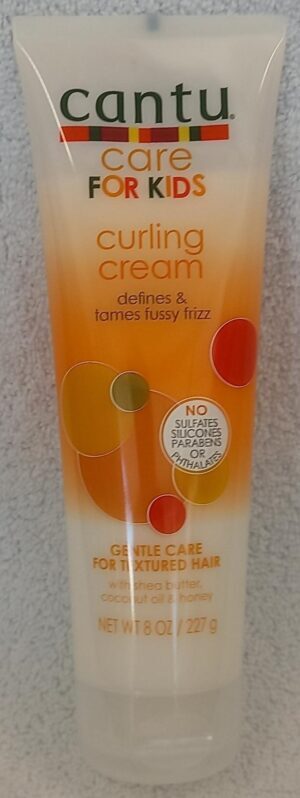 cantu®
care
FOR KIDS
curling
cream
defines &
tames fussy frizz
NO
SULFATES
SILICONES
PARABENS
OR
PHTHALATES
GENTLE CARE
FOR TEXTURED HAIR
with shea butter,
coconut oil & honey
NET WT 8 OZ / 227 g